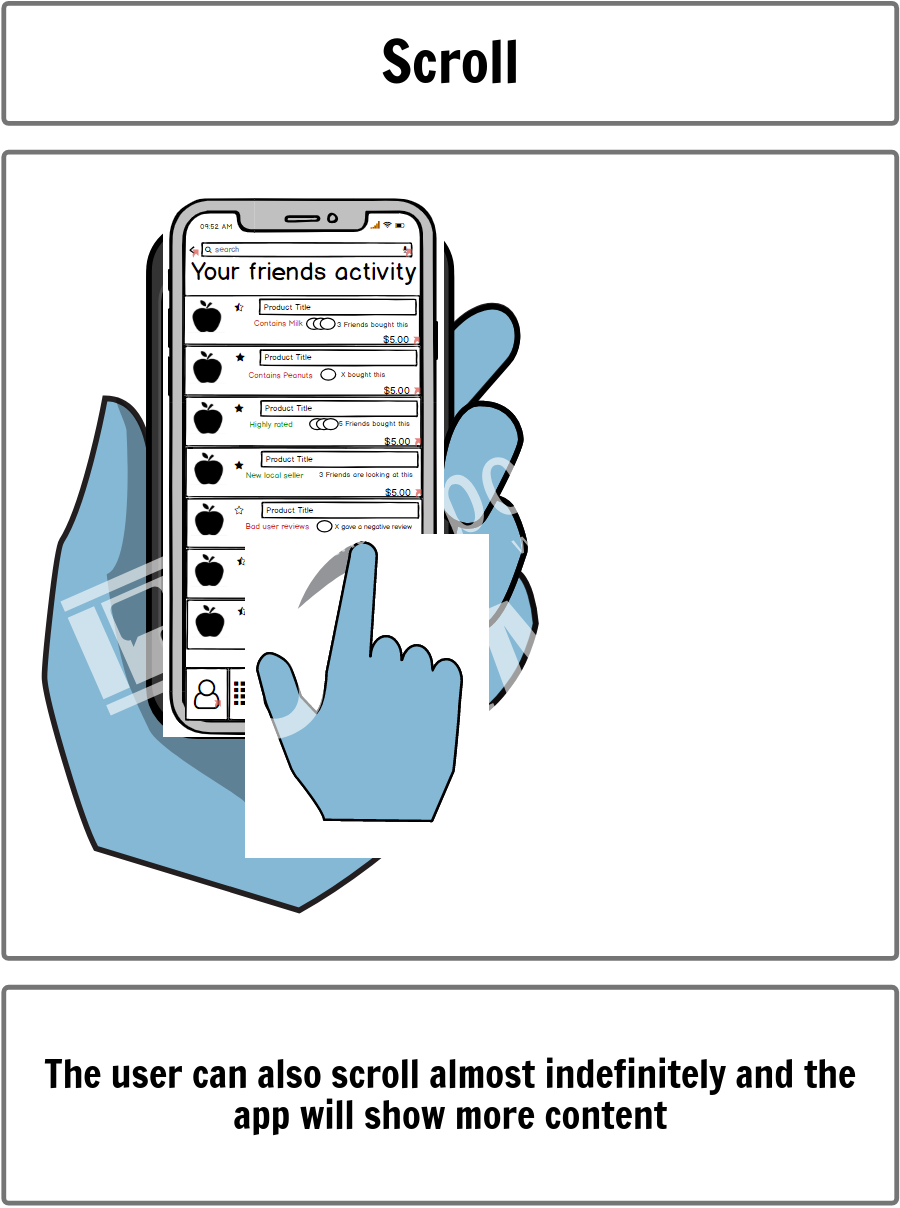 Scroll
09:52 AM
search
Your friends activity
Product Title
Contains Milk 3 Friends bought this
$5.00
Product Title
Contains Peanuts X bought this
$5.00
Product Title
Highly rated 5 Friends bought this
$5.00
Product Title
New local seller 3 Friends are looking at this
$5.00
Product Title
Bad user reviews X gave a negative review
The user can also scroll almost indefinitely and the
app will show more content